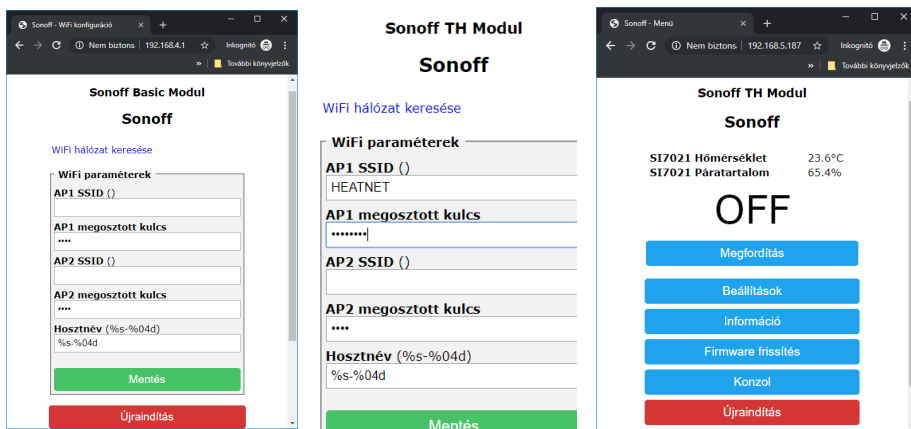 Sonoff - WiFi konfiguráció
Nem biztons
192.168.4.1
Inkognitó
»
További könyvjelzők
Sonoff Basic Modul
Sonoff
WiFi hálózat keresése
WiFi paraméterek
AP1 SSID ()
AP1 megosztott kulcs
••••
AP2 SSID ()
AP2 megosztott kulcs
••••
Hosztnév (%s-%04d)
%s-%04d
Mentés
Újraindítás
Sonoff TH Modul
Sonoff
WiFi hálózat keresése
WiFi paraméterek
AP1 SSID ()
HEATNET
AP1 megosztott kulcs
••••••••
AP2 SSID ()
AP2 megosztott kulcs
••••
Hosztnév (%s-%04d)
%s-%04d
Mentés
Sonoff - Menü
Nem biztons
192.168.5.187
Inkognitó
»
További könyvjelzők
Sonoff TH Modul
Sonoff
SI7021 Hőmérséklet 23.6°C
SI7021 Páratartalom 65.4%
OFF
Megfordítás
Beállítások
Információ
Firmware frissítés
Konzol
Újraindítás